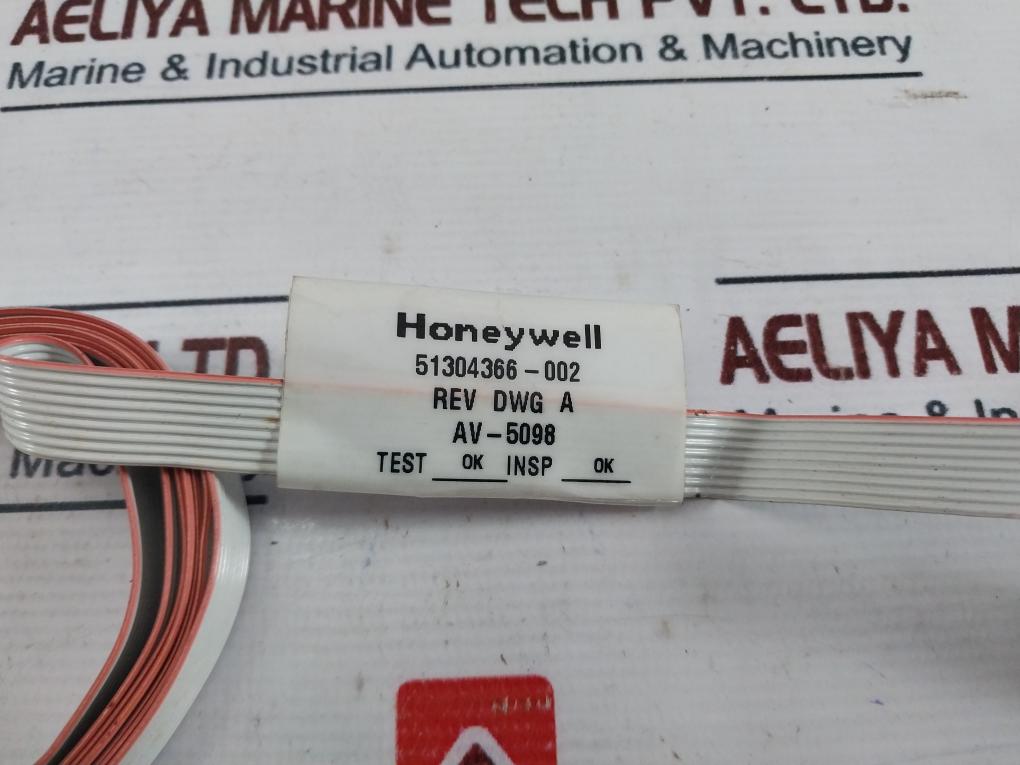 AELIYA MARINE TECH PVT. LTD.
Marine & Industrial Automation & Machinery
Honeywell
51304366-002
REV DWG A
AV-5098
TEST OK INSP OK
LTD
AELIYA M